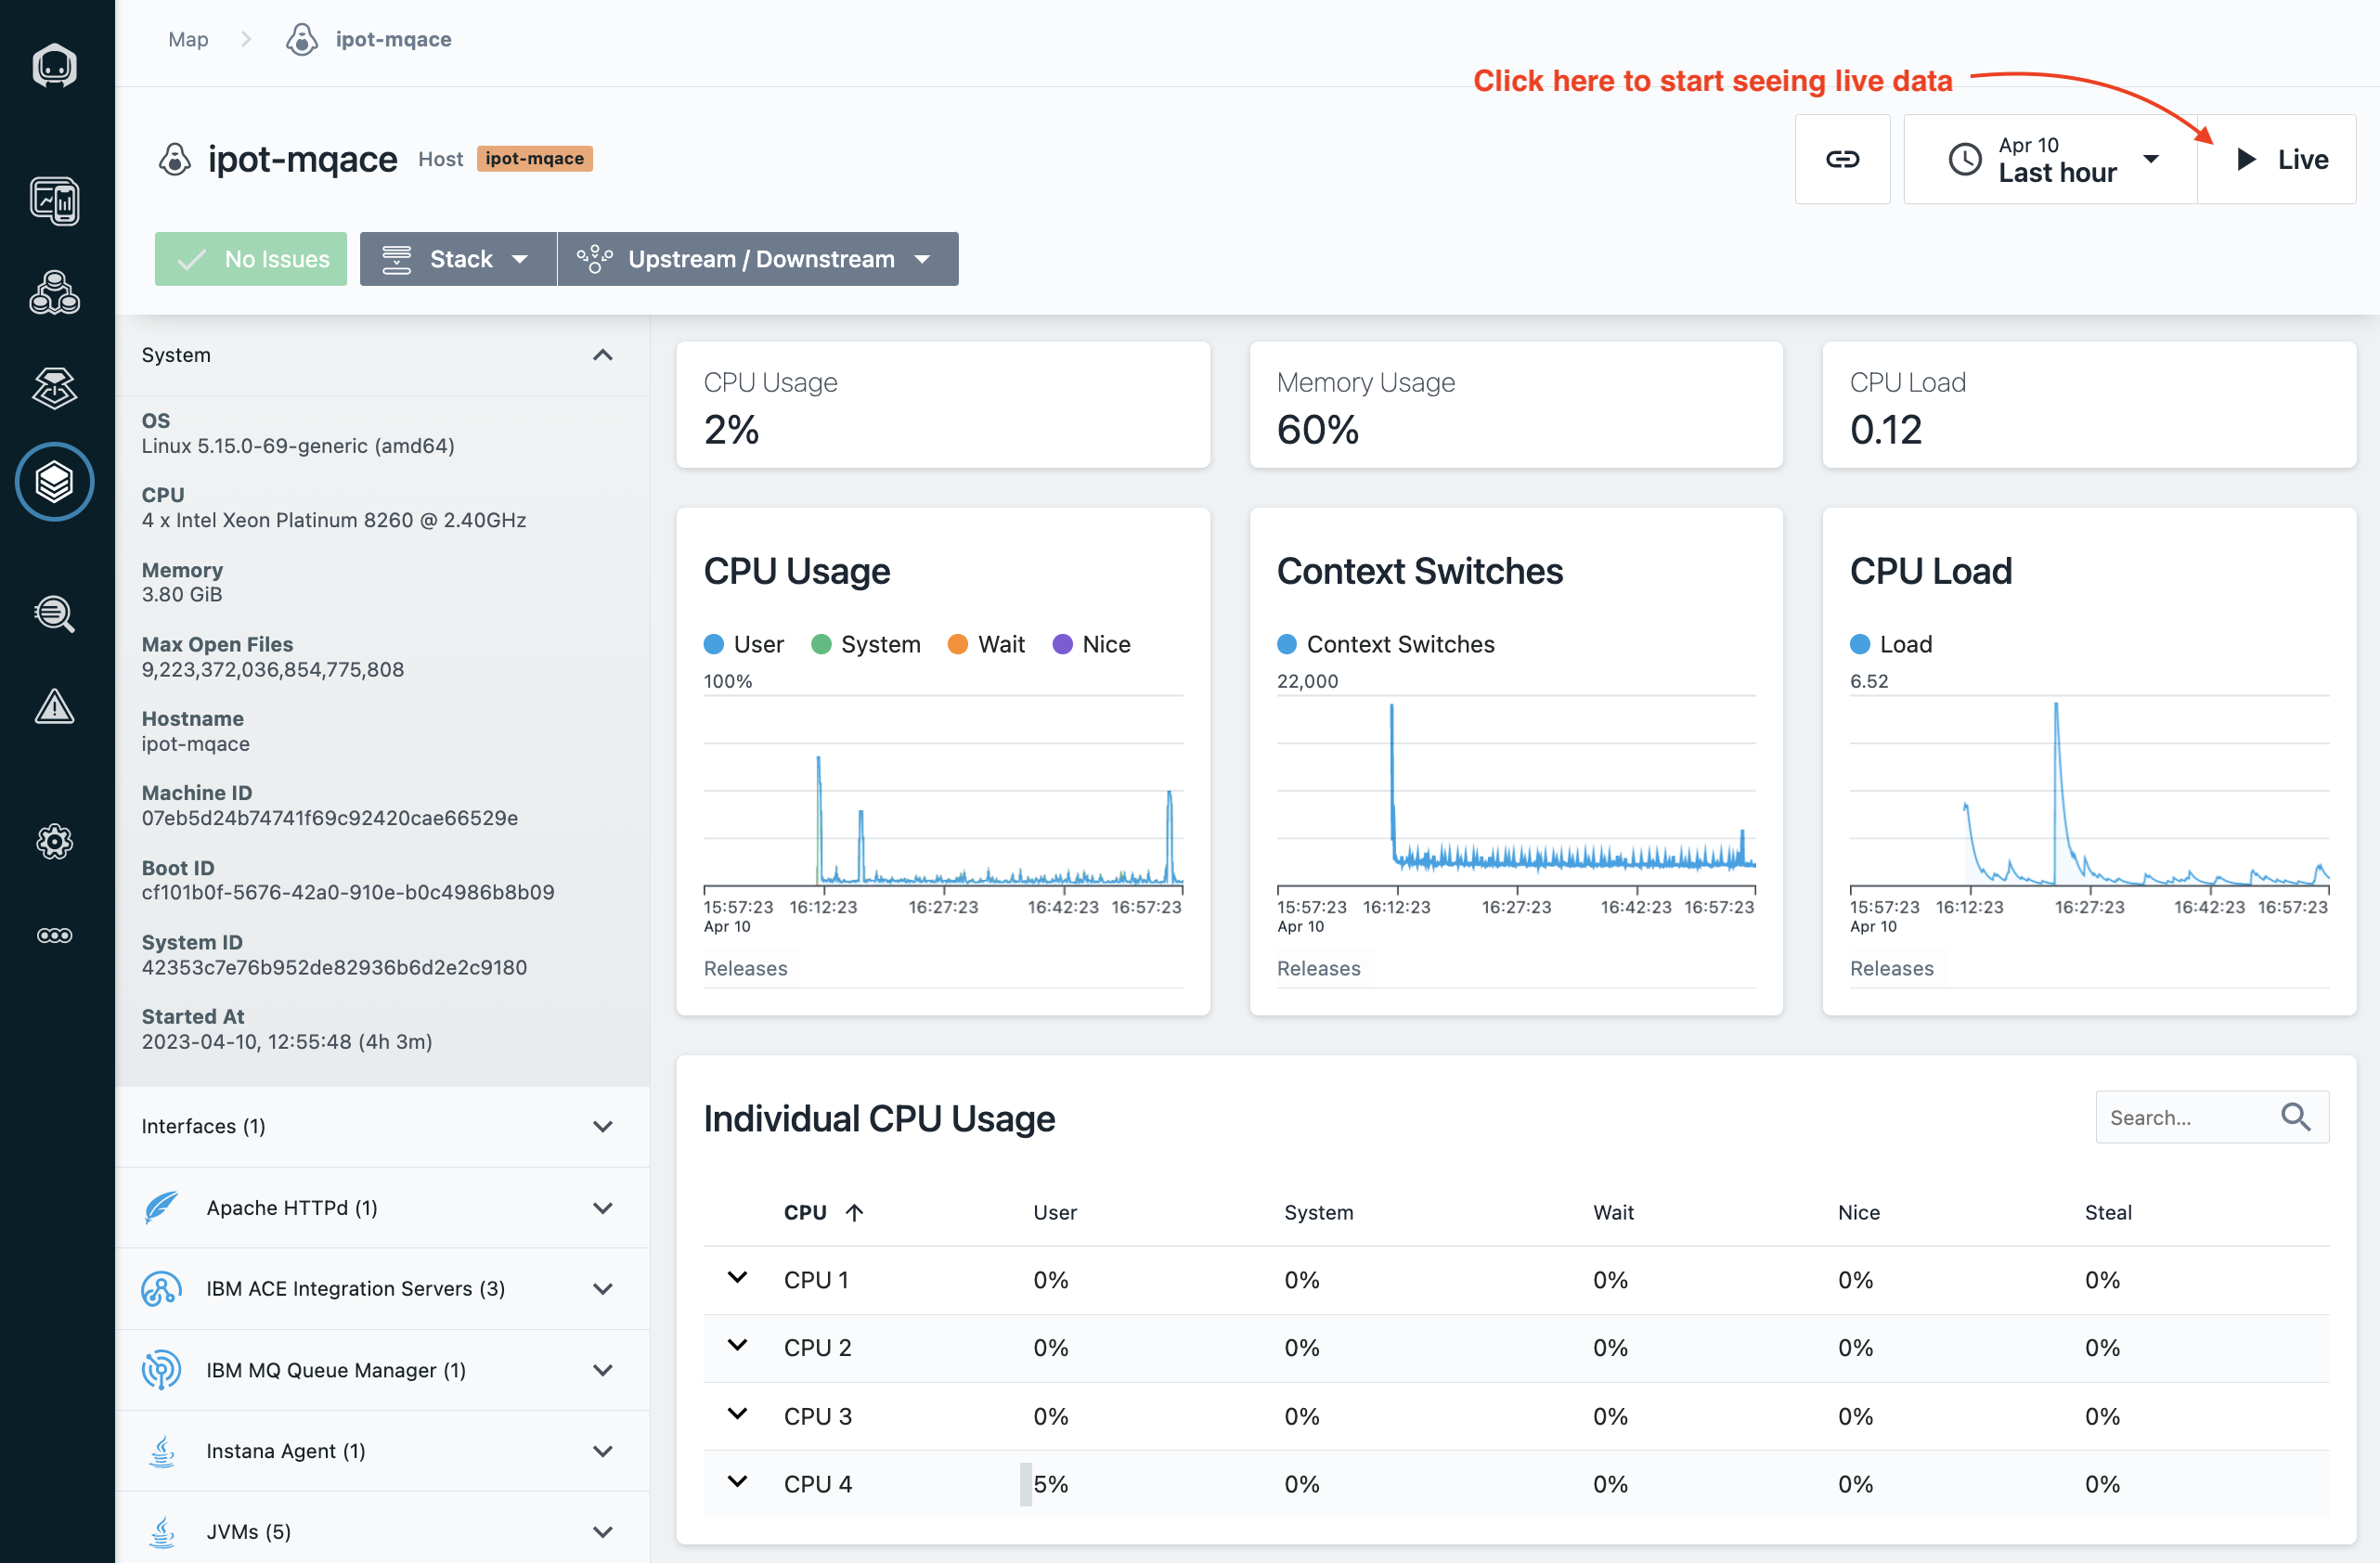 Map
ipot-mqace
Click here to start seeing live data
ipot-mqace Host ipot-mqace
Apr 10
Last hour
Live
No Issues
Stack
Upstream / Downstream
System
OS
Linux 5.15.0-69-generic (amd64)
CPU
4 x Intel Xeon Platinum 8260 @ 2.40GHz
Memory
3.80 GiB
Max Open Files
9,223,372,036,854,775,808
Hostname
ipot-mqace
Machine ID
07eb5d24b74741f69c92420cae66529e
Boot ID
cf101b0f-5676-42a0-910e-b0c4986b8b09
System ID
42353c7e76b952de82936b6d2e2c9180
Started At
2023-04-10, 12:55:48 (4h 3m)
Interfaces (1)
Apache HTTPd (1)
IBM ACE Integration Servers (3)
IBM MQ Queue Manager (1)
Instana Agent (1)
JVMs (5)
CPU Usage
2%
Memory Usage
60%
CPU Load
0.12
CPU Usage
User System Wait Nice
100%
15:57:23 16:12:23 16:27:23 16:42:23 16:57:23
Apr 10
Releases
Context Switches
Context Switches
22,000
15:57:23 16:12:23 16:27:23 16:42:23 16:57:23
Apr 10
Releases
CPU Load
Load
6.52
15:57:23 16:12:23 16:27:23 16:42:23 16:57:23
Apr 10
Releases
Individual CPU Usage
Search...
CPU User System Wait Nice Steal
CPU 1 0% 0% 0% 0% 0%
CPU 2 0% 0% 0% 0% 0%
CPU 3 0% 0% 0% 0% 0%
CPU 4 5% 0% 0% 0% 0%